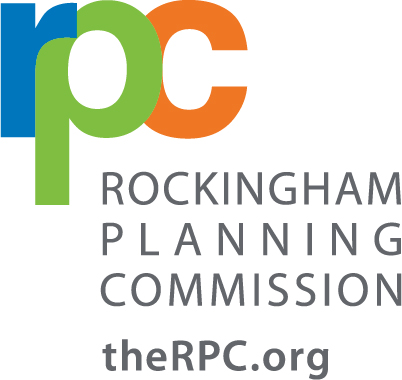 rpc
ROCKINGHAM
PLANNING
COMMISSION
theRPC.org